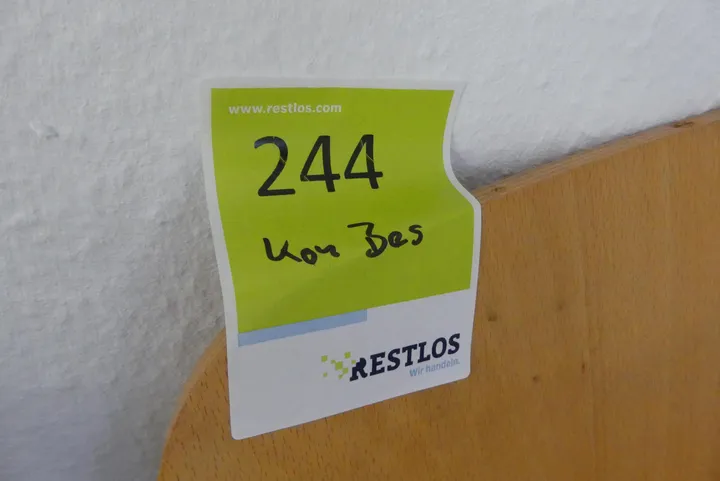 www.restlos.com
244
Kon Bes
RESTLOS
Wir handeln.